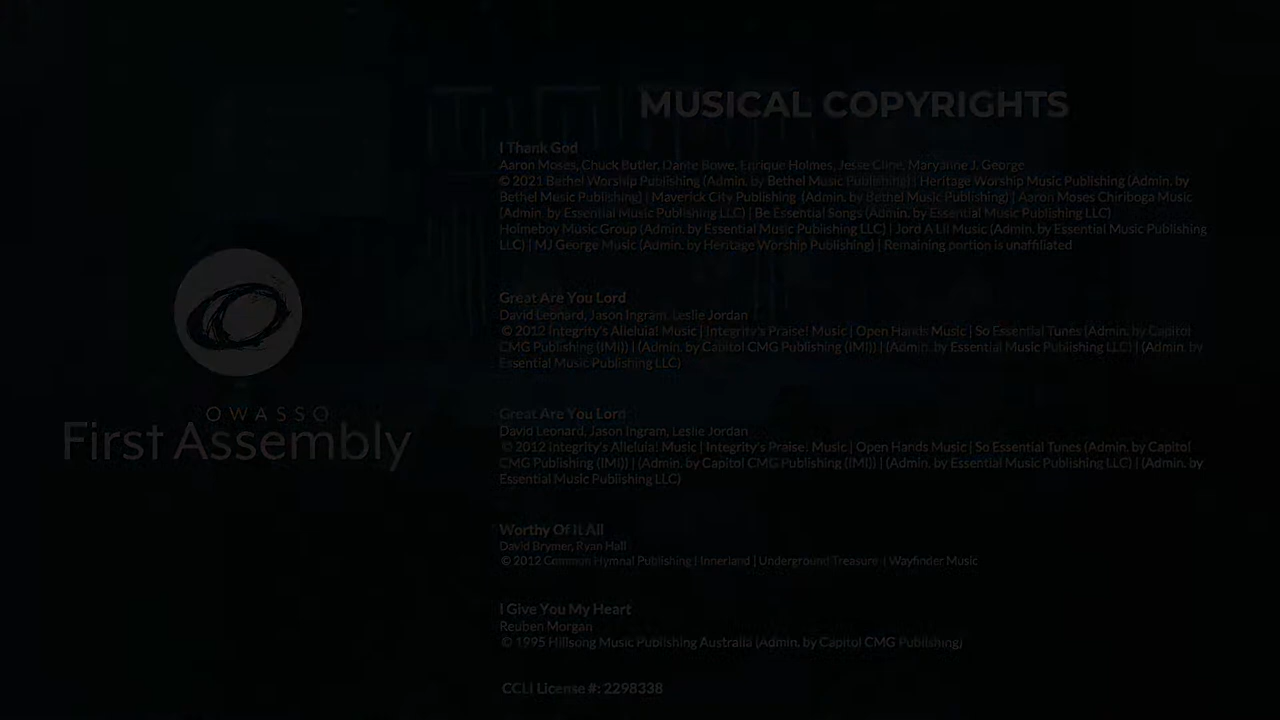 MUSICAL COPYRIGHTS
I Thank God
Aaron Moses, Chuck Butler, Dante Bowe, Enrique Holmes, Jesse Cline, Maryanne J. George
© 2021 Bethel Worship Publishing (Admin. by Bethel Music Publishing) | Heritage Worship Music Publishing (Admin. by
Bethel Music Publishing) | Maverick City Publishing (Admin. by Bethel Music Publishing) | Aaron Moses Chiriboga Music
(Admin. by Essential Music Publishing LLC) | Be Essential Songs (Admin. by Essential Music Publishing LLC)
Holmeboy Music Group (Admin. by Essential Music Publishing LLC) | Jord A Lil Music (Admin. by Essential Music Publishing
LLC) | MJ George Music (Admin. by Heritage Worship Publishing) | Remaining portion is unaffiliated
Great Are You Lord
David Leonard, Jason Ingram, Leslie Jordan
© 2012 Integrity's Alleluia! Music | Integrity's Praise! Music | Open Hands Music | So Essential Tunes (Admin. by Capitol
CMG Publishing (IMI)) | (Admin. by Capitol CMG Publishing (IMI)) | (Admin. by Essential Music Publishing LLC) | (Admin. by
Essential Music Publishing LLC)
Great Are You Lord
David Leonard, Jason Ingram, Leslie Jordan
© 2012 Integrity's Alleluia! Music | Integrity's Praise! Music | Open Hands Music | So Essential Tunes (Admin. by Capitol
CMG Publishing (IMI)) | (Admin. by Capitol CMG Publishing (IMI)) | (Admin. by Essential Music Publishing LLC) | (Admin. by
Essential Music Publishing LLC)
Worthy Of It All
David Brymer, Ryan Hall
© 2012 Common Hymnal Publishing | Innerland | Underground Treasure | Wayfinder Music
I Give You My Heart
Reuben Morgan
© 1995 Hillsong Music Publishing Australia (Admin. by Capitol CMG Publishing)
CCLI License #: 2298338
OWASSO
First Assembly